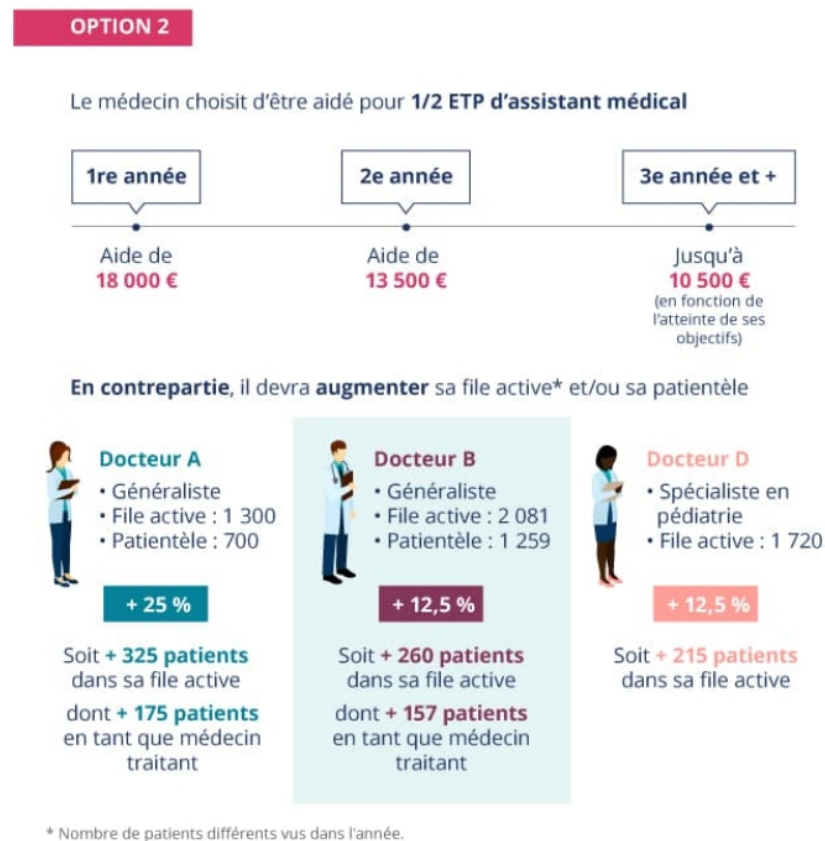 OPTION 2
Le médecin choisit d'être aidé pour 1/2 ETP d'assistant médical
1re année
Aide de
18 000 €
2e année
Aide de
13 500 €
3e année et +
Jusqu'à
10 500 €
(en fonction de
l'atteinte de ses
objectifs)
En contrepartie, il devra augmenter sa file active* et/ou sa patientèle
Docteur A
• Généraliste
• File active : 1 300
• Patientèle : 700
+ 25 %
Soit + 325 patients
dans sa file active
dont + 175 patients
en tant que médecin
traitant
Docteur B
• Généraliste
• File active : 2 081
• Patientèle : 1 259
+ 12,5 %
Soit + 260 patients
dans sa file active
dont + 157 patients
en tant que médecin
traitant
Docteur D
• Spécialiste en
pédiatrie
• File active : 1 720
+ 12,5 %
Soit + 215 patients
dans sa file active
* Nombre de patients différents vus dans l'année.